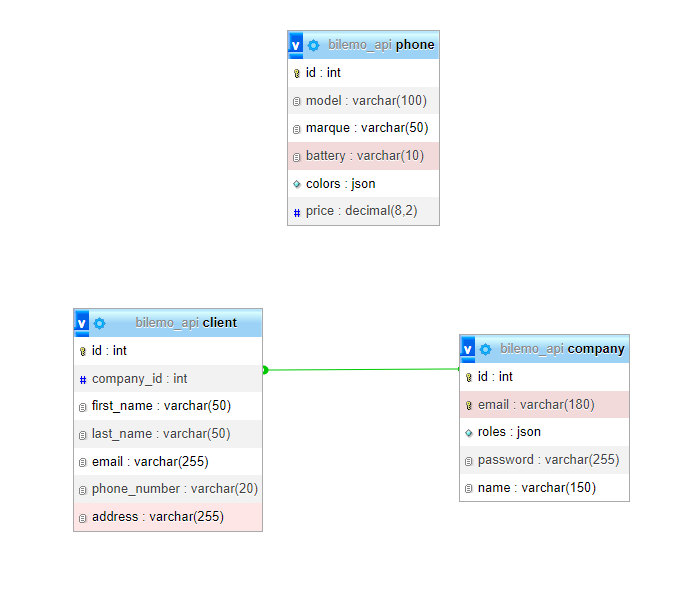 v bilemo_api phone
id : int
model : varchar(100)
marque : varchar(50)
battery : varchar(10)
colors : json
# price : decimal(8,2)
v bilemo_api client
id : int
# company_id : int
first_name : varchar(50)
last_name : varchar(50)
email : varchar(255)
phone_number : varchar(20)
address : varchar(255)
v bilemo_api company
id : int
email : varchar(180)
roles : json
password : varchar(255)
name : varchar(150)